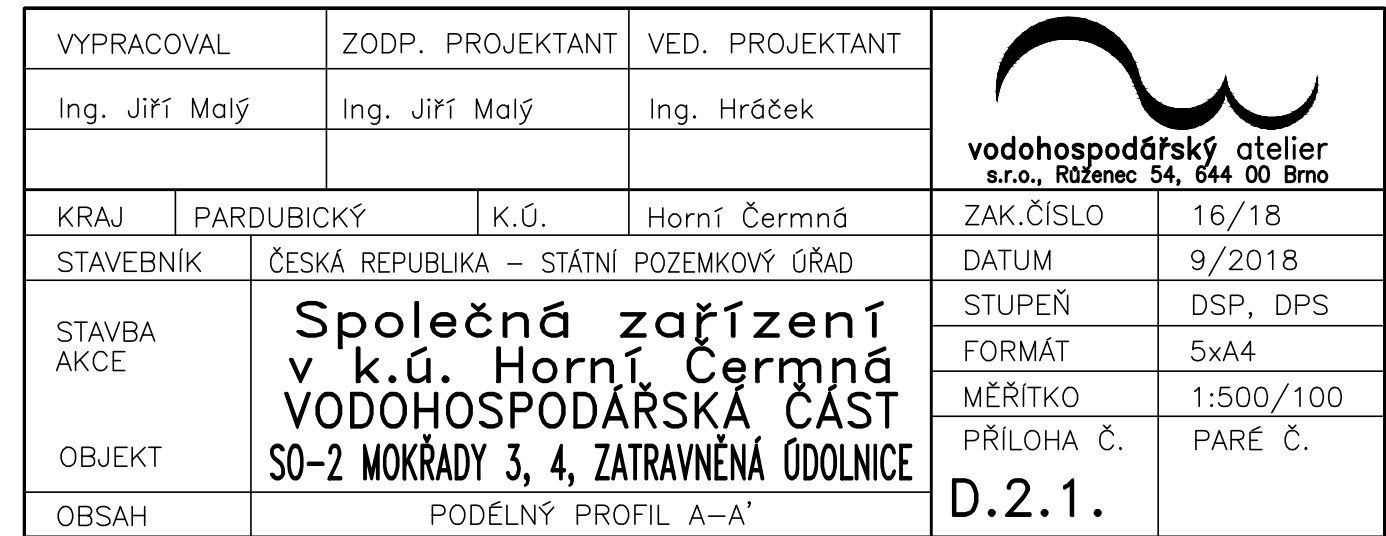 VYPRACOVAL ZODP. PROJEKTANT VED. PROJEKTANT
Ing. Jiří Malý Ing. Jiří Malý Ing. Hráček
vodohospodářský atelier
s.r.o., Růženec 54, 644 00 Brno
KRAJ PARDUBICKÝ K.Ú. Horní Čermná
ZAK.ČÍSLO 16/18
STAVEBNÍK ČESKÁ REPUBLIKA – STÁTNÍ POZEMKOVÝ ÚŘAD
DATUM 9/2018
STAVBA
AKCE
Společná zařízení
v k.ú. Horní Čermná
VODOHOSPODÁŘSKÁ ČÁST
OBJEKT SO-2 MOKŘADY 3, 4, ZATRAVNĚNÁ ÚDOLNICE
STUPEŇ DSP, DPS
FORMÁT 5xA4
MĚŘÍTKO 1:500/100
PŘÍLOHA Č. PARÉ Č.
D.2.1.
OBSAH PODÉLNÝ PROFIL A–A'